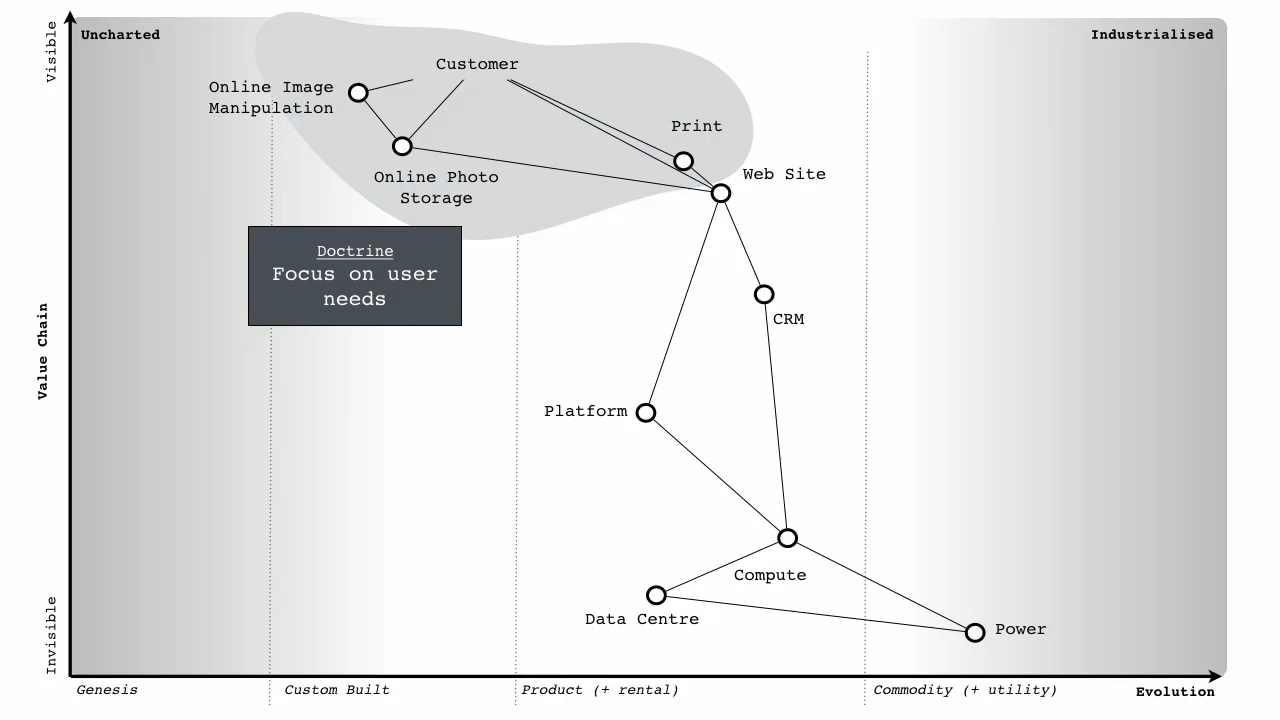 Visible
Uncharted
Industrialised
Customer
Online Image
Manipulation
Print
Online Photo
Storage
Web Site
Doctrine
Focus on user
needs
CRM
Value Chain
Platform
Compute
Data Centre
Power
Invisible
Genesis
Custom Built
Product (+ rental)
Commodity (+ utility)
Evolution